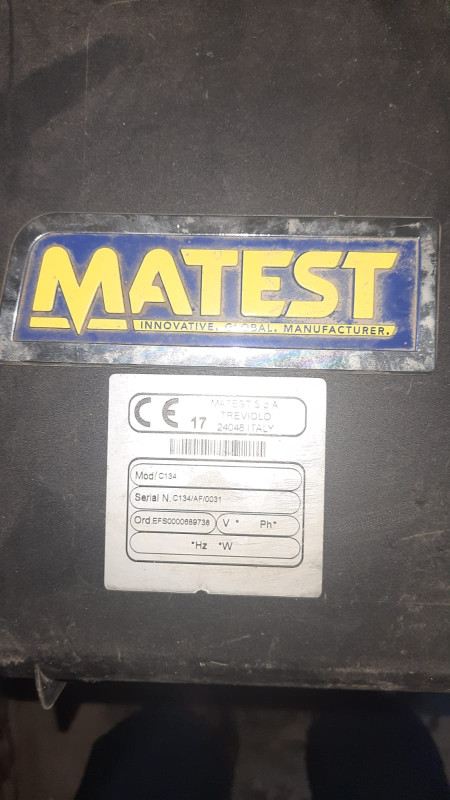 MATEST
INNOVATIVE. GLOBAL. MANUFACTURER.
CE 17
MATEST S.p.A
TREVIOLO
24048 ITALY
Mod/C134
Serial N. C134/AF/0031
Ord.EFS0000689738 V * Ph*
*Hz *W